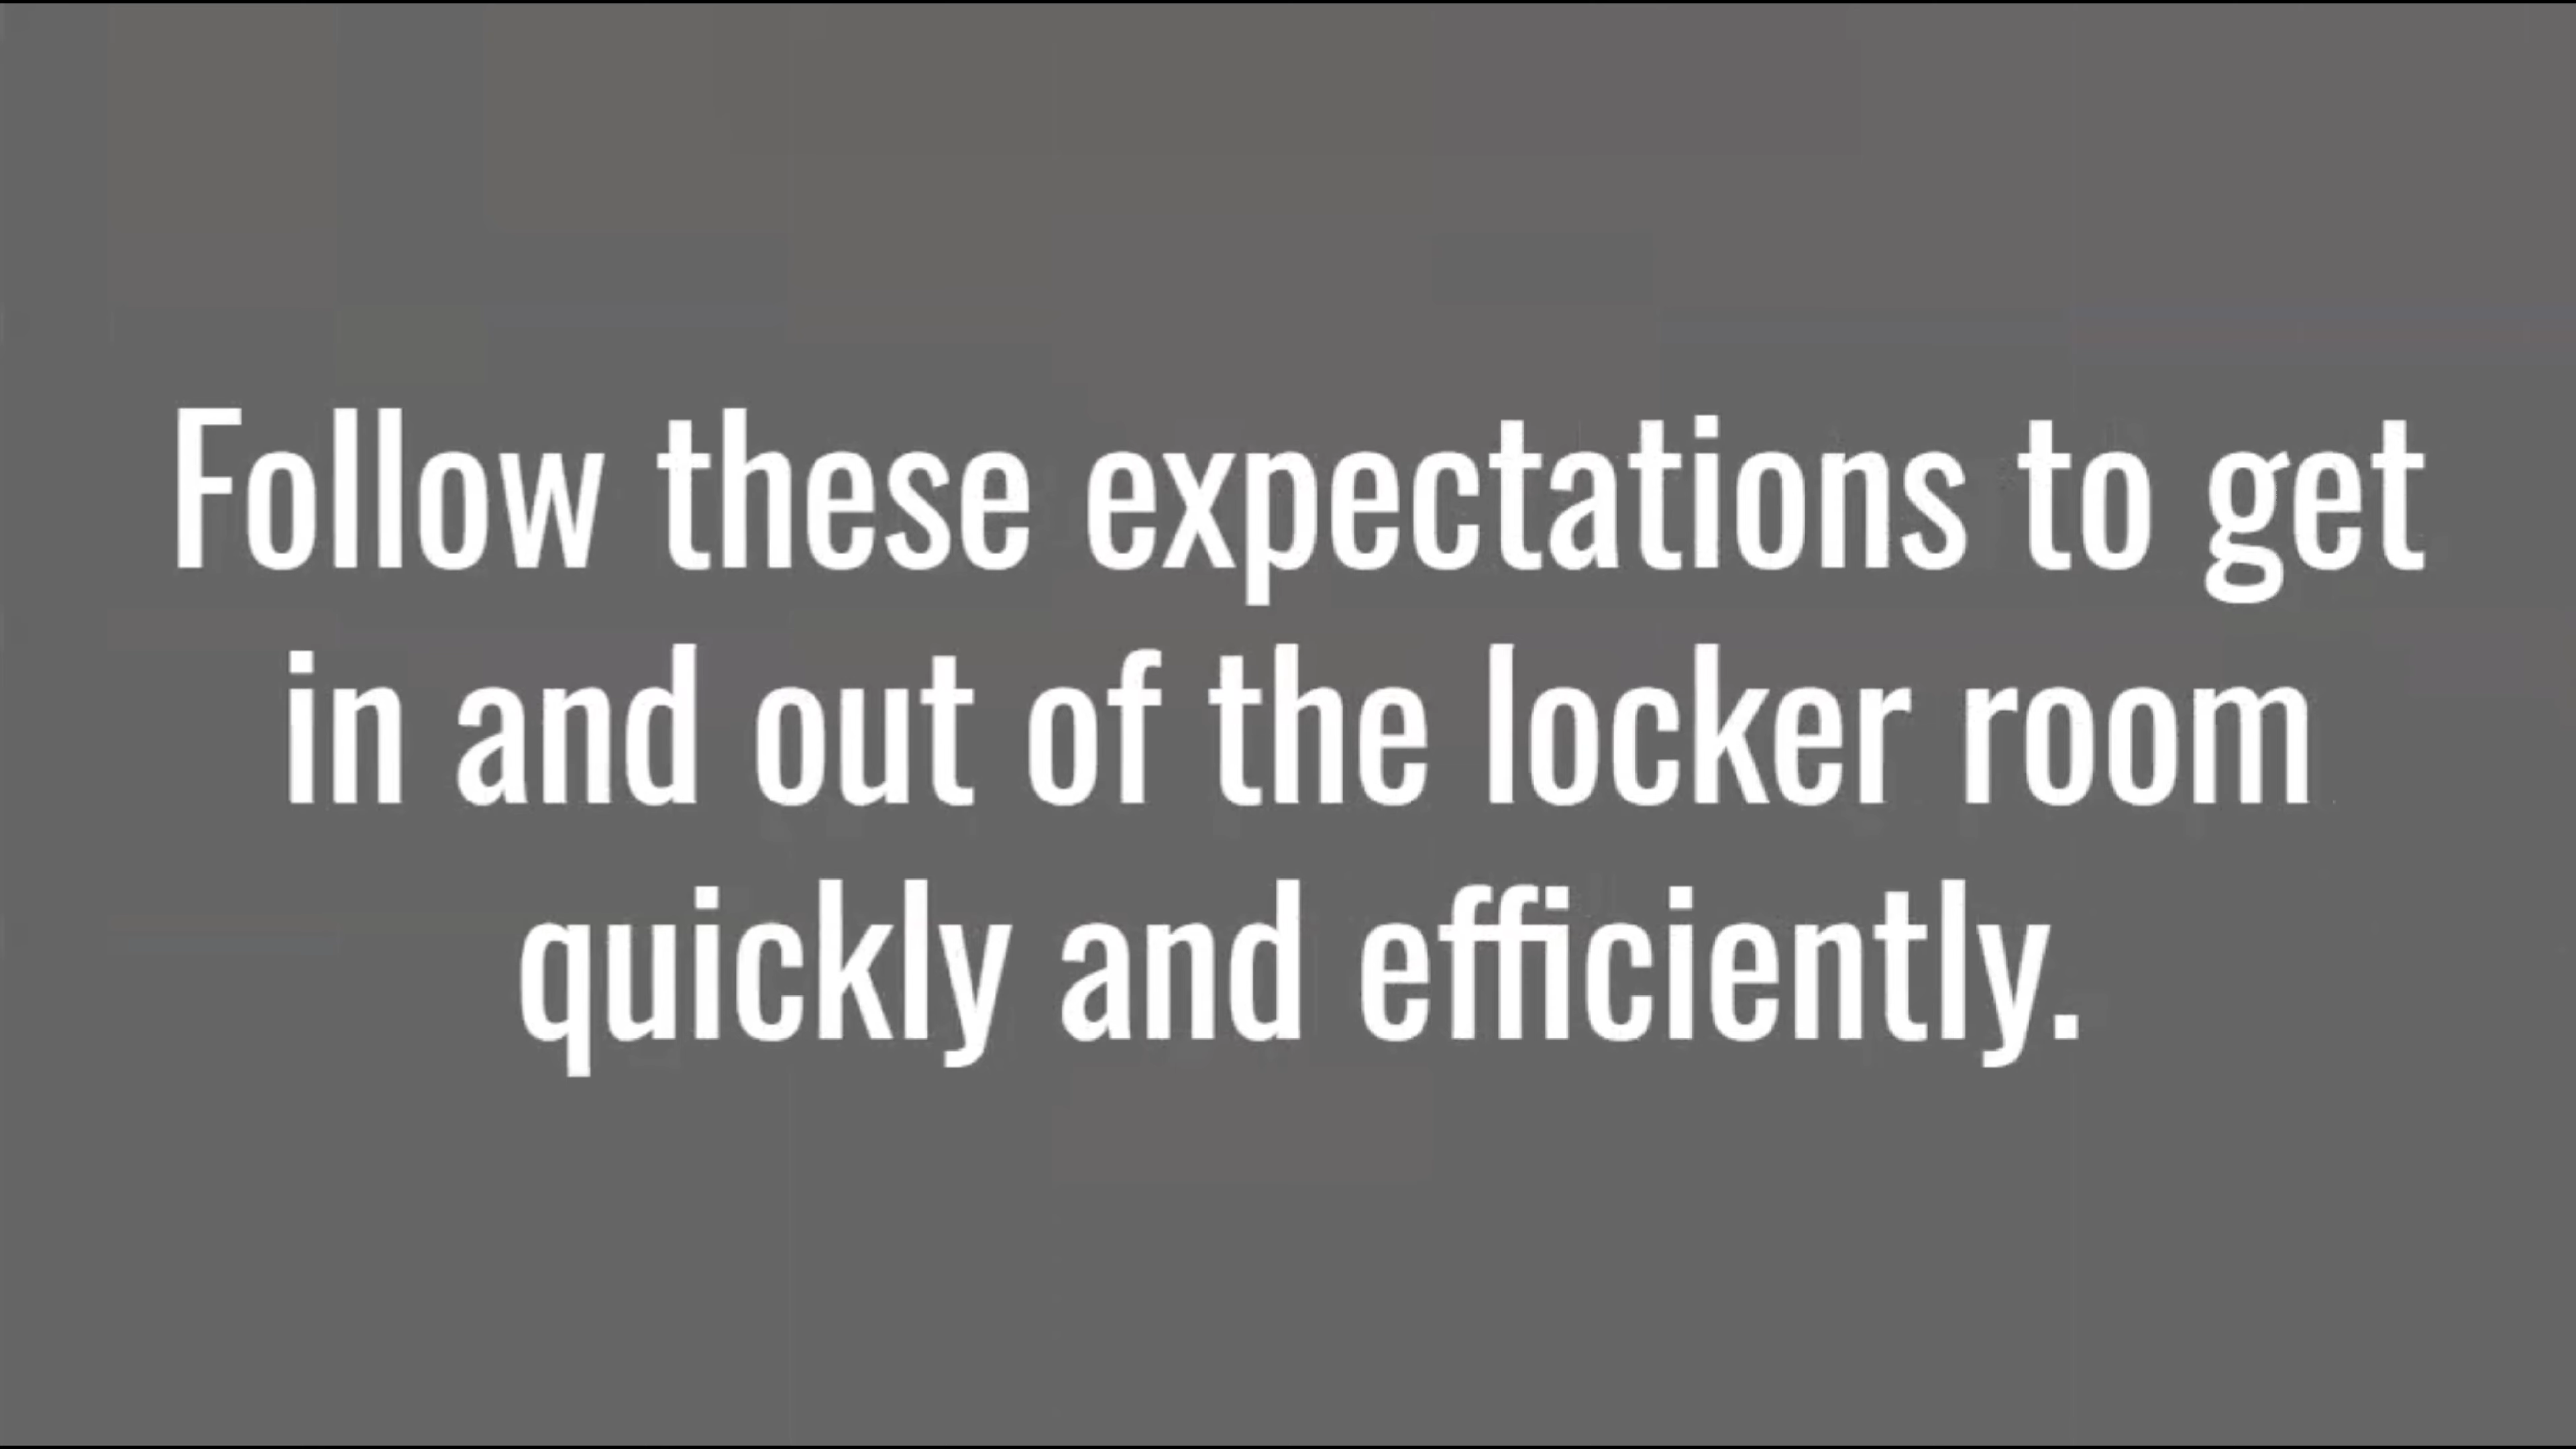 Follow these expectations to get
in and out of the locker room
quickly and efficiently.